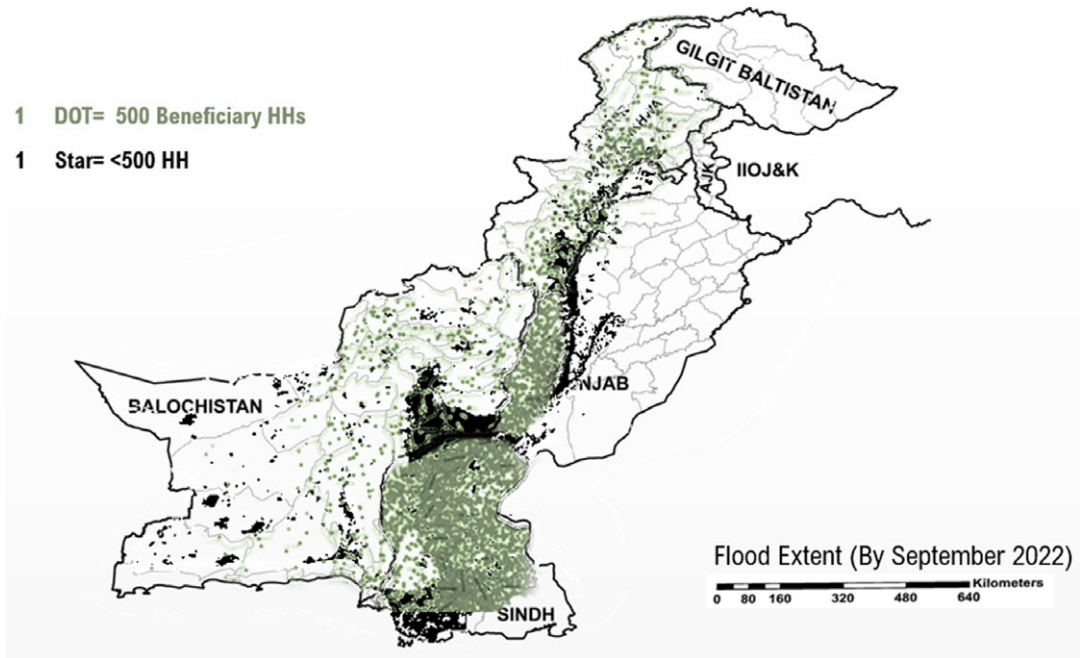 GILGIT BALTISTAN
1 DOT= 500 Beneficiary HHs
1 Star= <500 HH
AJK
IIOJ&K
NJAB
BALOCHISTAN
Flood Extent (By September 2022)
Kilometers
0 80 160 320 480 640
SINDH